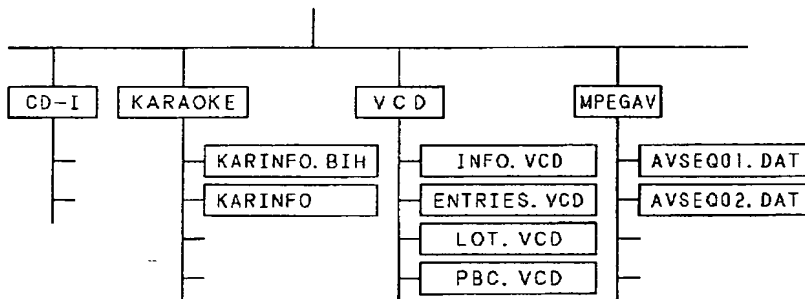 CD-I KARAOKE VCD MPEGAV
KARINFO.BIH INFO.VCD AVSEQ01.DAT
KARINFO ENTRIES.VCD AVSEQ02.DAT
LOT.VCD
PBC.VCD